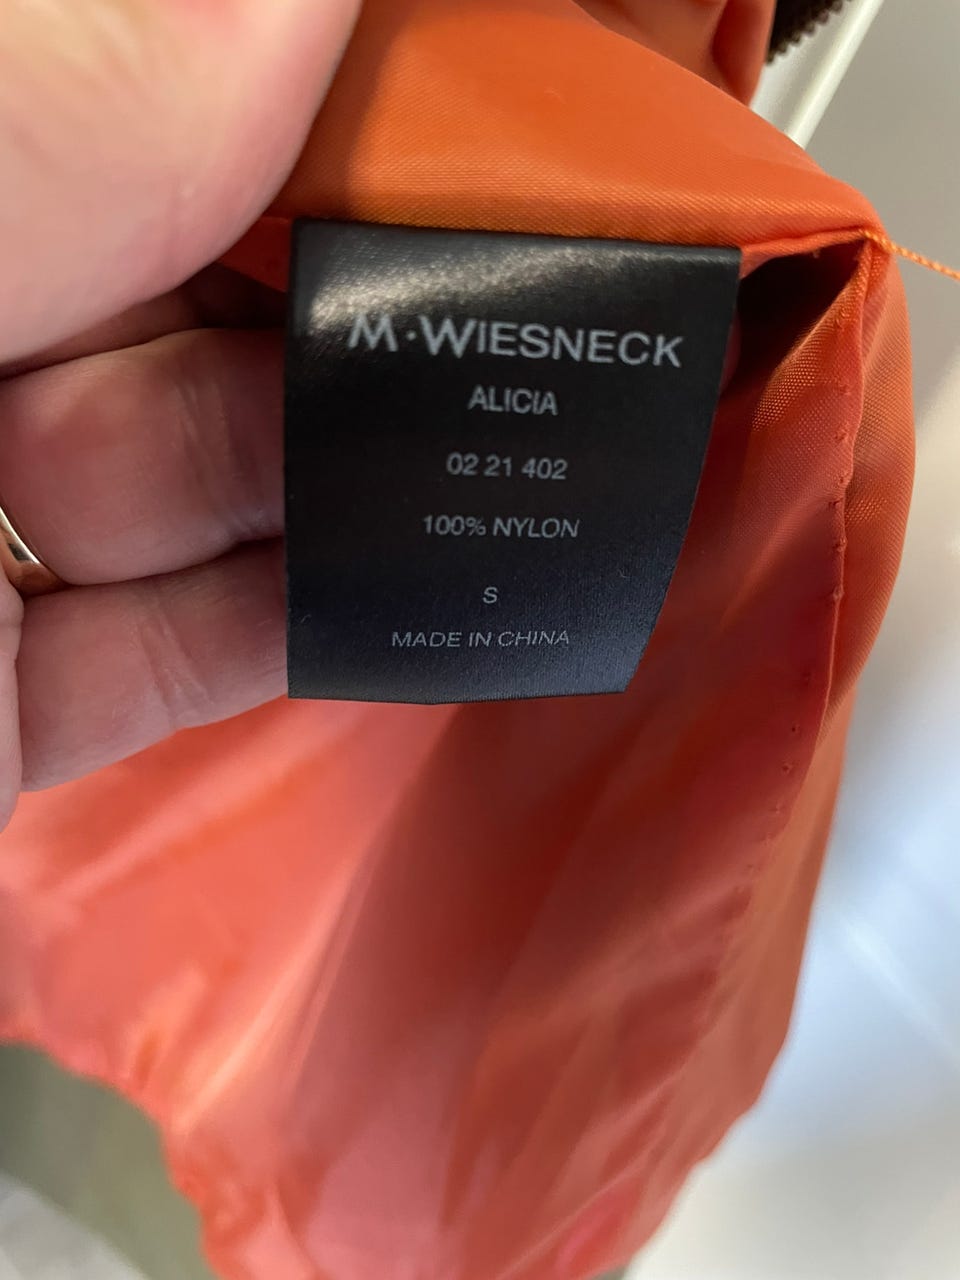 M·WIESNECK
ALICIA
02 21 402
100% NYLON
S
MADE IN CHINA